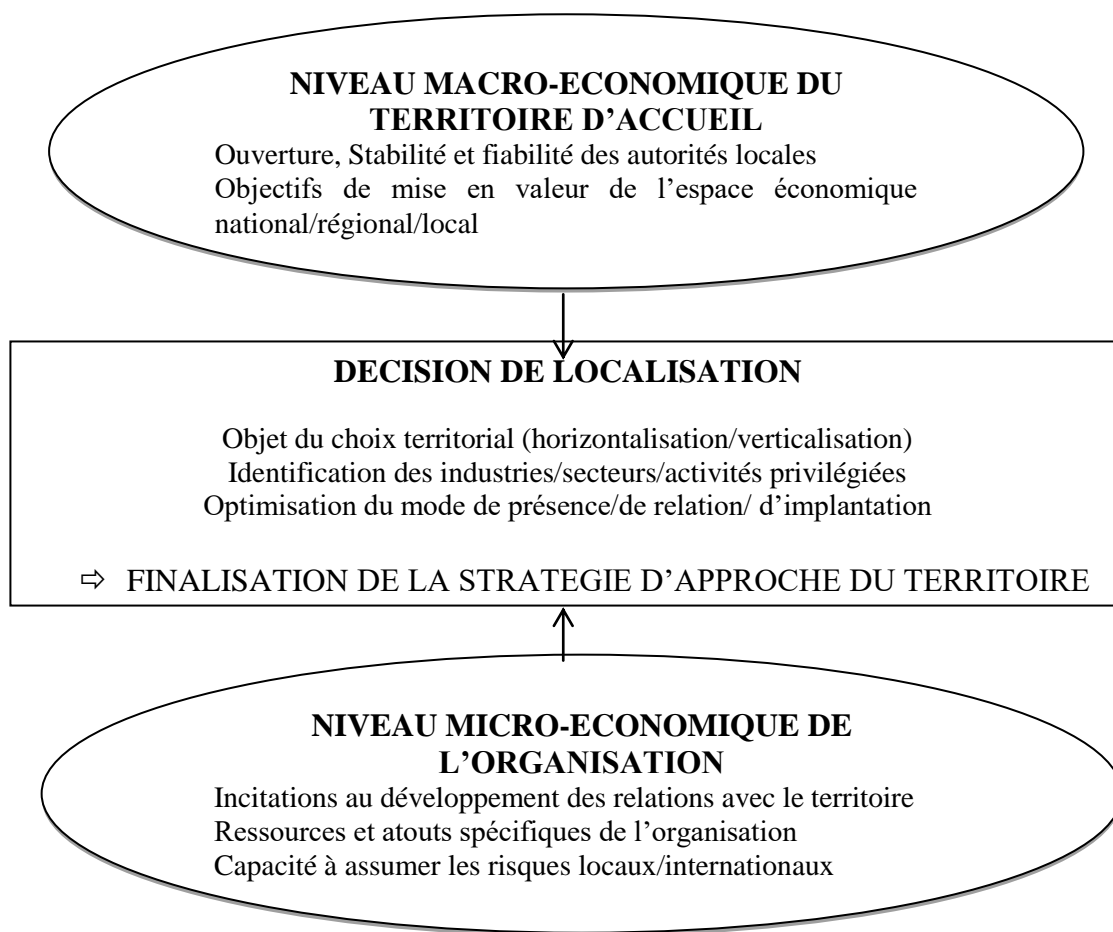 NIVEAU MACRO-ECONOMIQUE DU
TERRITOIRE D’ACCUEIL
Ouverture, Stabilité et fiabilité des autorités locales
Objectifs de mise en valeur de l’espace économique
national/régional/local
DECISION DE LOCALISATION
Objet du choix territorial (horizontalisation/verticalisation)
Identification des industries/secteurs/activités privilégiées
Optimisation du mode de présence/de relation/ d’implantation
⇨ FINALISATION DE LA STRATEGIE D’APPROCHE DU TERRITOIRE
NIVEAU MICRO-ECONOMIQUE DE
L’ORGANISATION
Incitations au développement des relations avec le territoire
Ressources et atouts spécifiques de l’organisation
Capacité à assumer les risques locaux/internationaux